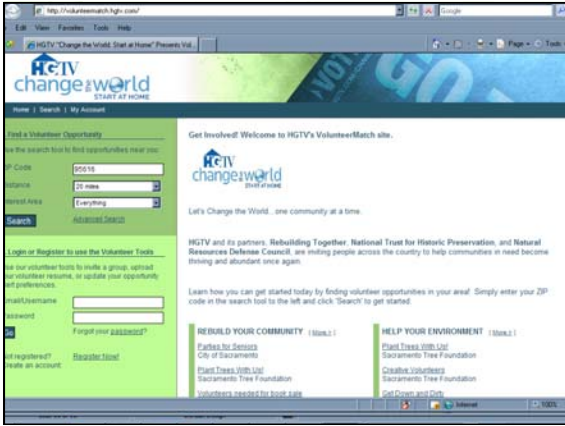 http://volunteermatch.hgtv.com/
Google
Edit View Favorites Tools Help
HGTV "Change the World. Start at Home" Presents Vol...
Page
Tools
HGTV
change the world
START AT HOME
Home | Search | My Account
Find a Volunteer Opportunity
Use the search tool to find opportunities near you.
ZIP Code
95616
Distance
20 miles
Interest Area
Everything
Search
Advanced Search
Login or Register to use the Volunteer Tools
Use our volunteer tools to invite a group, upload
your volunteer resume, or update your opportunity
alert preferences.
Email/Username
Password
Go
Forgot your password?
Not registered?
Create an account.
Register Now!
Get Involved! Welcome to HGTV's VolunteerMatch site.
HGTV
change the world
START AT HOME
Let's Change the World...one community at a time.
HGTV and its partners, Rebuilding Together, National Trust for Historic Preservation, and Natural
Resources Defense Council, are inviting people across the country to help communities in need become
thriving and abundant once again.
Learn how you can get started today by finding volunteer opportunities in your area! Simply enter your ZIP
code in the search tool to the left and click 'Search' to get started.
REBUILD YOUR COMMUNITY [More »]
Parties for Seniors
City of Sacramento
Plant Trees With Us!
Sacramento Tree Foundation
Volunteers needed for book sale
HELP YOUR ENVIRONMENT [More »]
Plant Trees With Us!
Sacramento Tree Foundation
Creative Volunteers
Sacramento Tree Foundation
Get Down and Dirty
Internet
100%